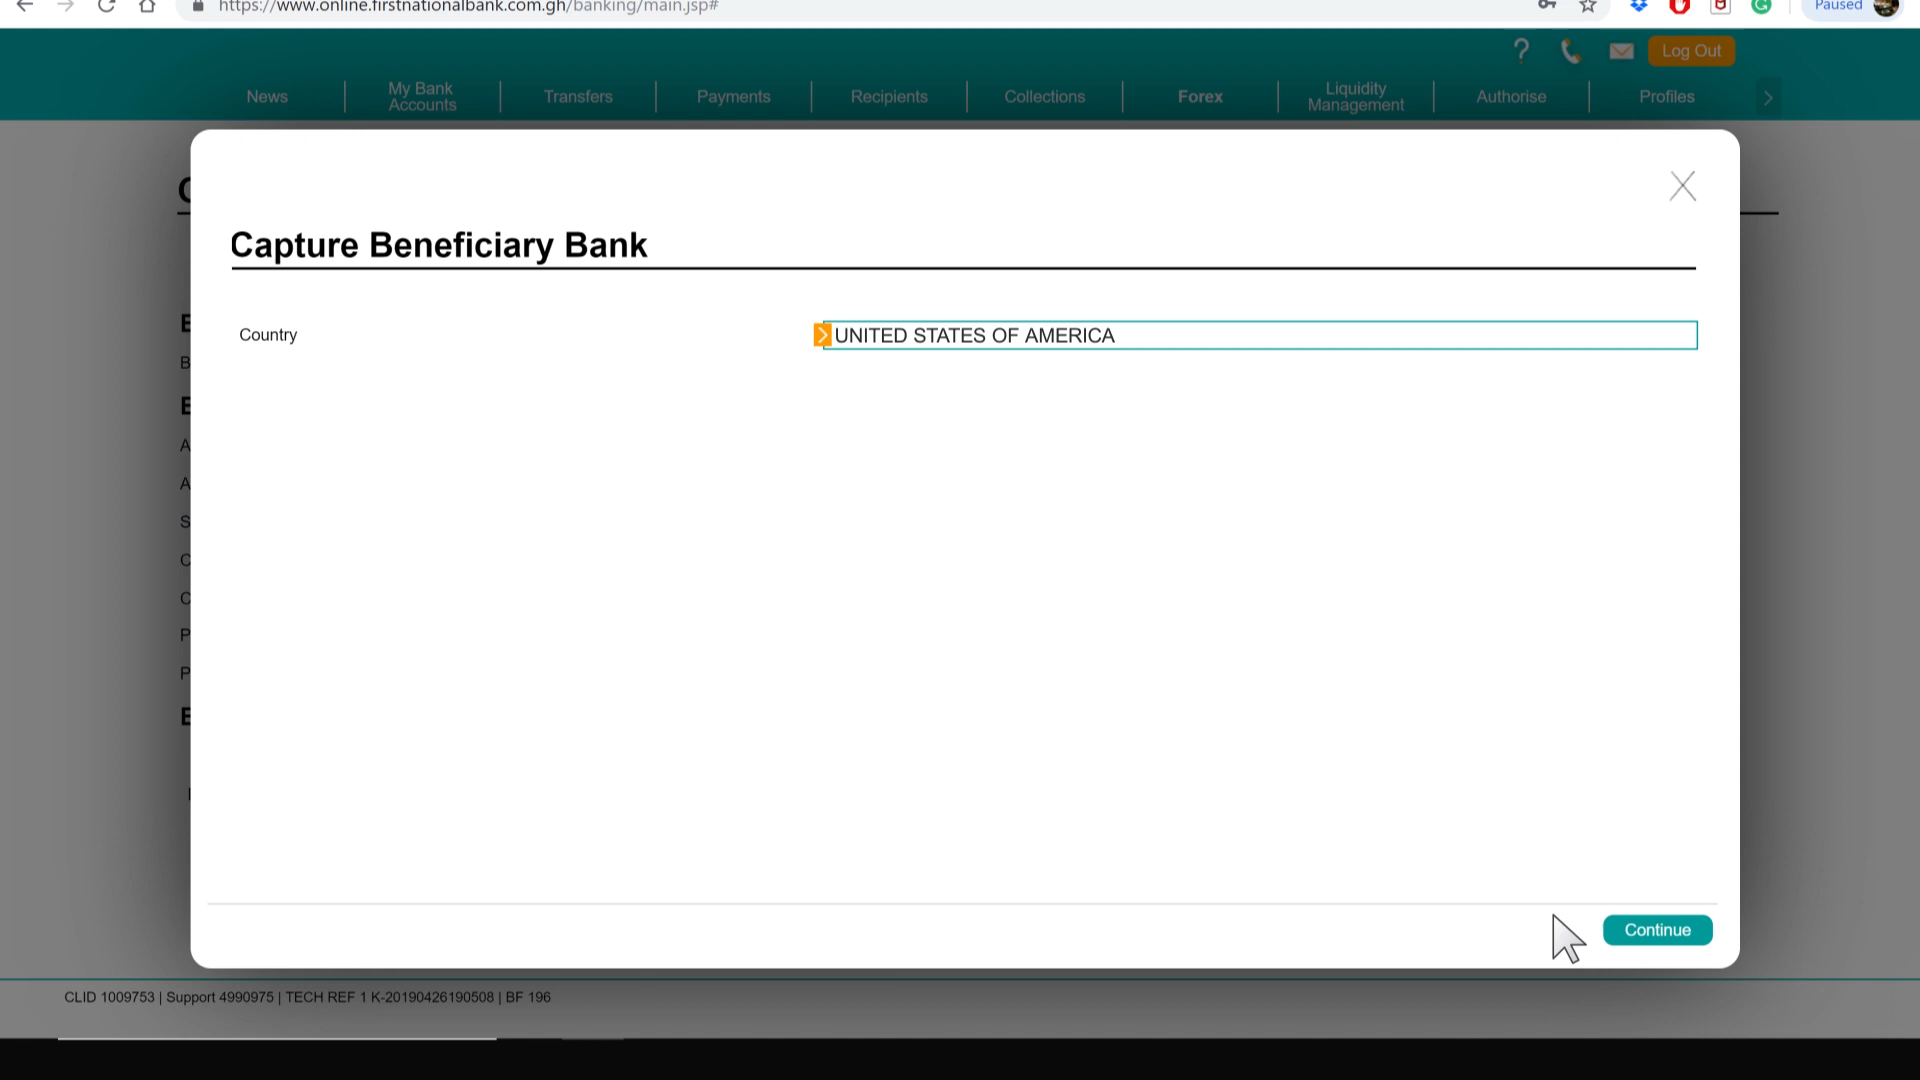 https://www.online.firstnationalbank.com.gh/banking/main.jsp#
Paused
Log Out
News
My Bank Accounts
Transfers
Payments
Recipients
Collections
Forex
Liquidity Management
Authorise
Profiles
Capture Beneficiary Bank
Country
UNITED STATES OF AMERICA
Continue
CLID 1009753 | Support 4990975 | TECH REF 1 K-20190426190508 | BF 196